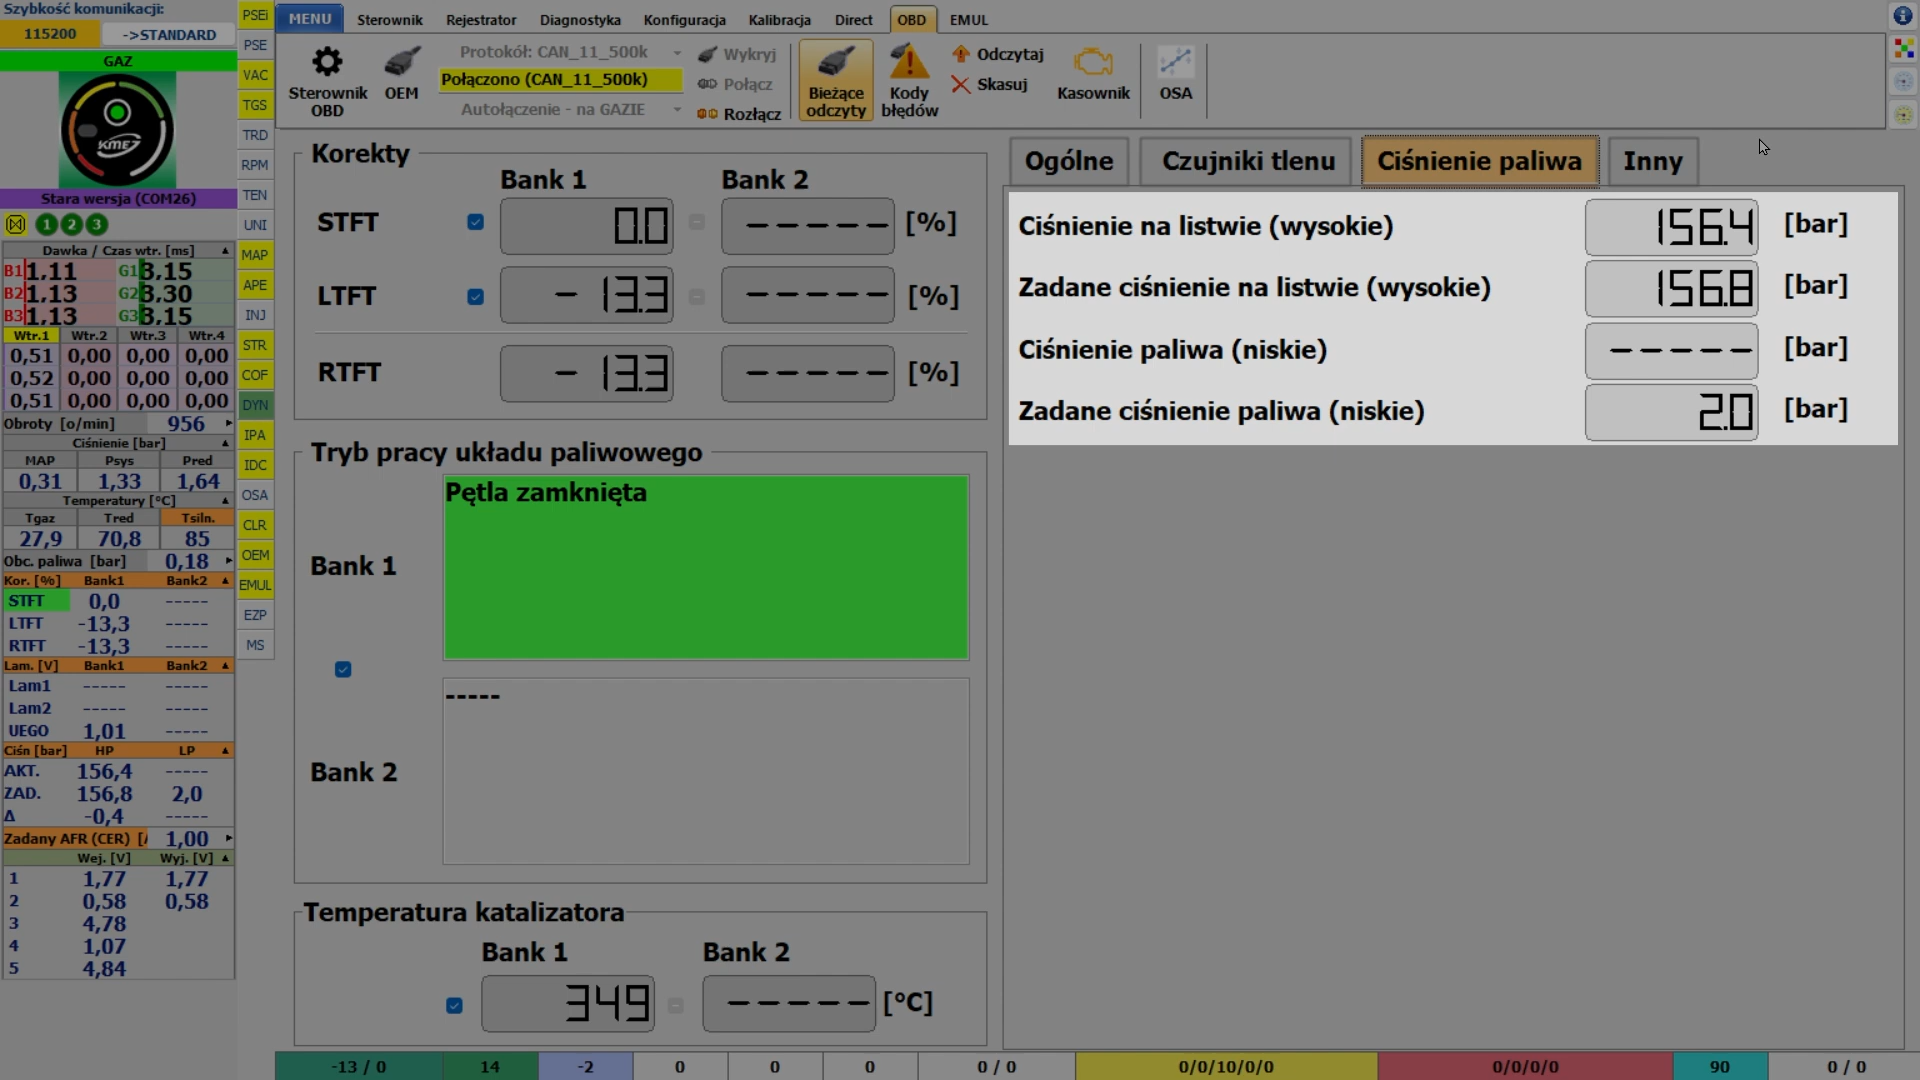 Szybkość komunikacji:
115200 ->STANDARD
GAZ
KME
Stara wersja (COM26)
1 2 3
Dawka / Czas wtr. [ms]
B1 1,11 G1 3,15
B2 1,13 G2 3,30
B3 1,13 G3 3,15
Wtr.1 Wtr.2 Wtr.3 Wtr.4
0,51 0,00 0,00 0,00
0,52 0,00 0,00 0,00
0,51 0,00 0,00 0,00
Obroty [o/min] 956
Ciśnienie [bar]
MAP Psys Pred
0,31 1,33 1,64
Temperatury [°C]
Tgaz Tred Tsiln.
27,9 70,8 85
Obc. paliwa [bar] 0,18
Kor. [%] Bank1 Bank2
STFT 0,0 -----
LTFT -13,3 -----
RTFT -13,3 -----
Lam. [V] Bank1 Bank2
Lam1 ----- -----
Lam2 ----- -----
UEGO 1,01 -----
Ciśn [bar] HP LP
AKT. 156,4 -----
ZAD. 156,8 2,0
Δ -0,4 -----
Zadany AFR (CER) [ 1,00
Wej. [V] Wyj. [V]
1 1,77 1,77
2 0,58 0,58
3 4,78
4 1,07
5 4,84
PSEi
PSE
VAC
TGS
TRD
RPM
TEN
UNI
MAP
APE
INJ
STR
COF
DYN
IPA
IDC
OSA
CLR
OEM
EMUL
EZP
MS
MENU Sterownik Rejestrator Diagnostyka Konfiguracja Kalibracja Direct OBD EMUL
Sterownik OBD
OEM
Protokół: CAN_11_500k
Połączono (CAN_11_500k)
Autołączenie - na GAZIE
Wykryj
Połącz
Rozłącz
Bieżące odczyty
Kody błędów
Odczytaj
Skasuj
Kasownik
OSA
Korekty
Bank 1 Bank 2
STFT 0.0 ----- [%]
LTFT - 13.3 ----- [%]
RTFT - 13.3 ----- [%]
Tryb pracy układu paliwowego
Bank 1 Pętla zamknięta
Bank 2 -----
Temperatura katalizatora
Bank 1 Bank 2
349 ----- [°C]
Ogólne Czujniki tlenu Ciśnienie paliwa Inny
Ciśnienie na listwie (wysokie) 156.4 [bar]
Zadane ciśnienie na listwie (wysokie) 156.8 [bar]
Ciśnienie paliwa (niskie) ----- [bar]
Zadane ciśnienie paliwa (niskie) 2.0 [bar]
-13 / 0 14 -2 0 0 0 0 / 0 0/0/10/0/0 0/0/0/0 90 0 / 0